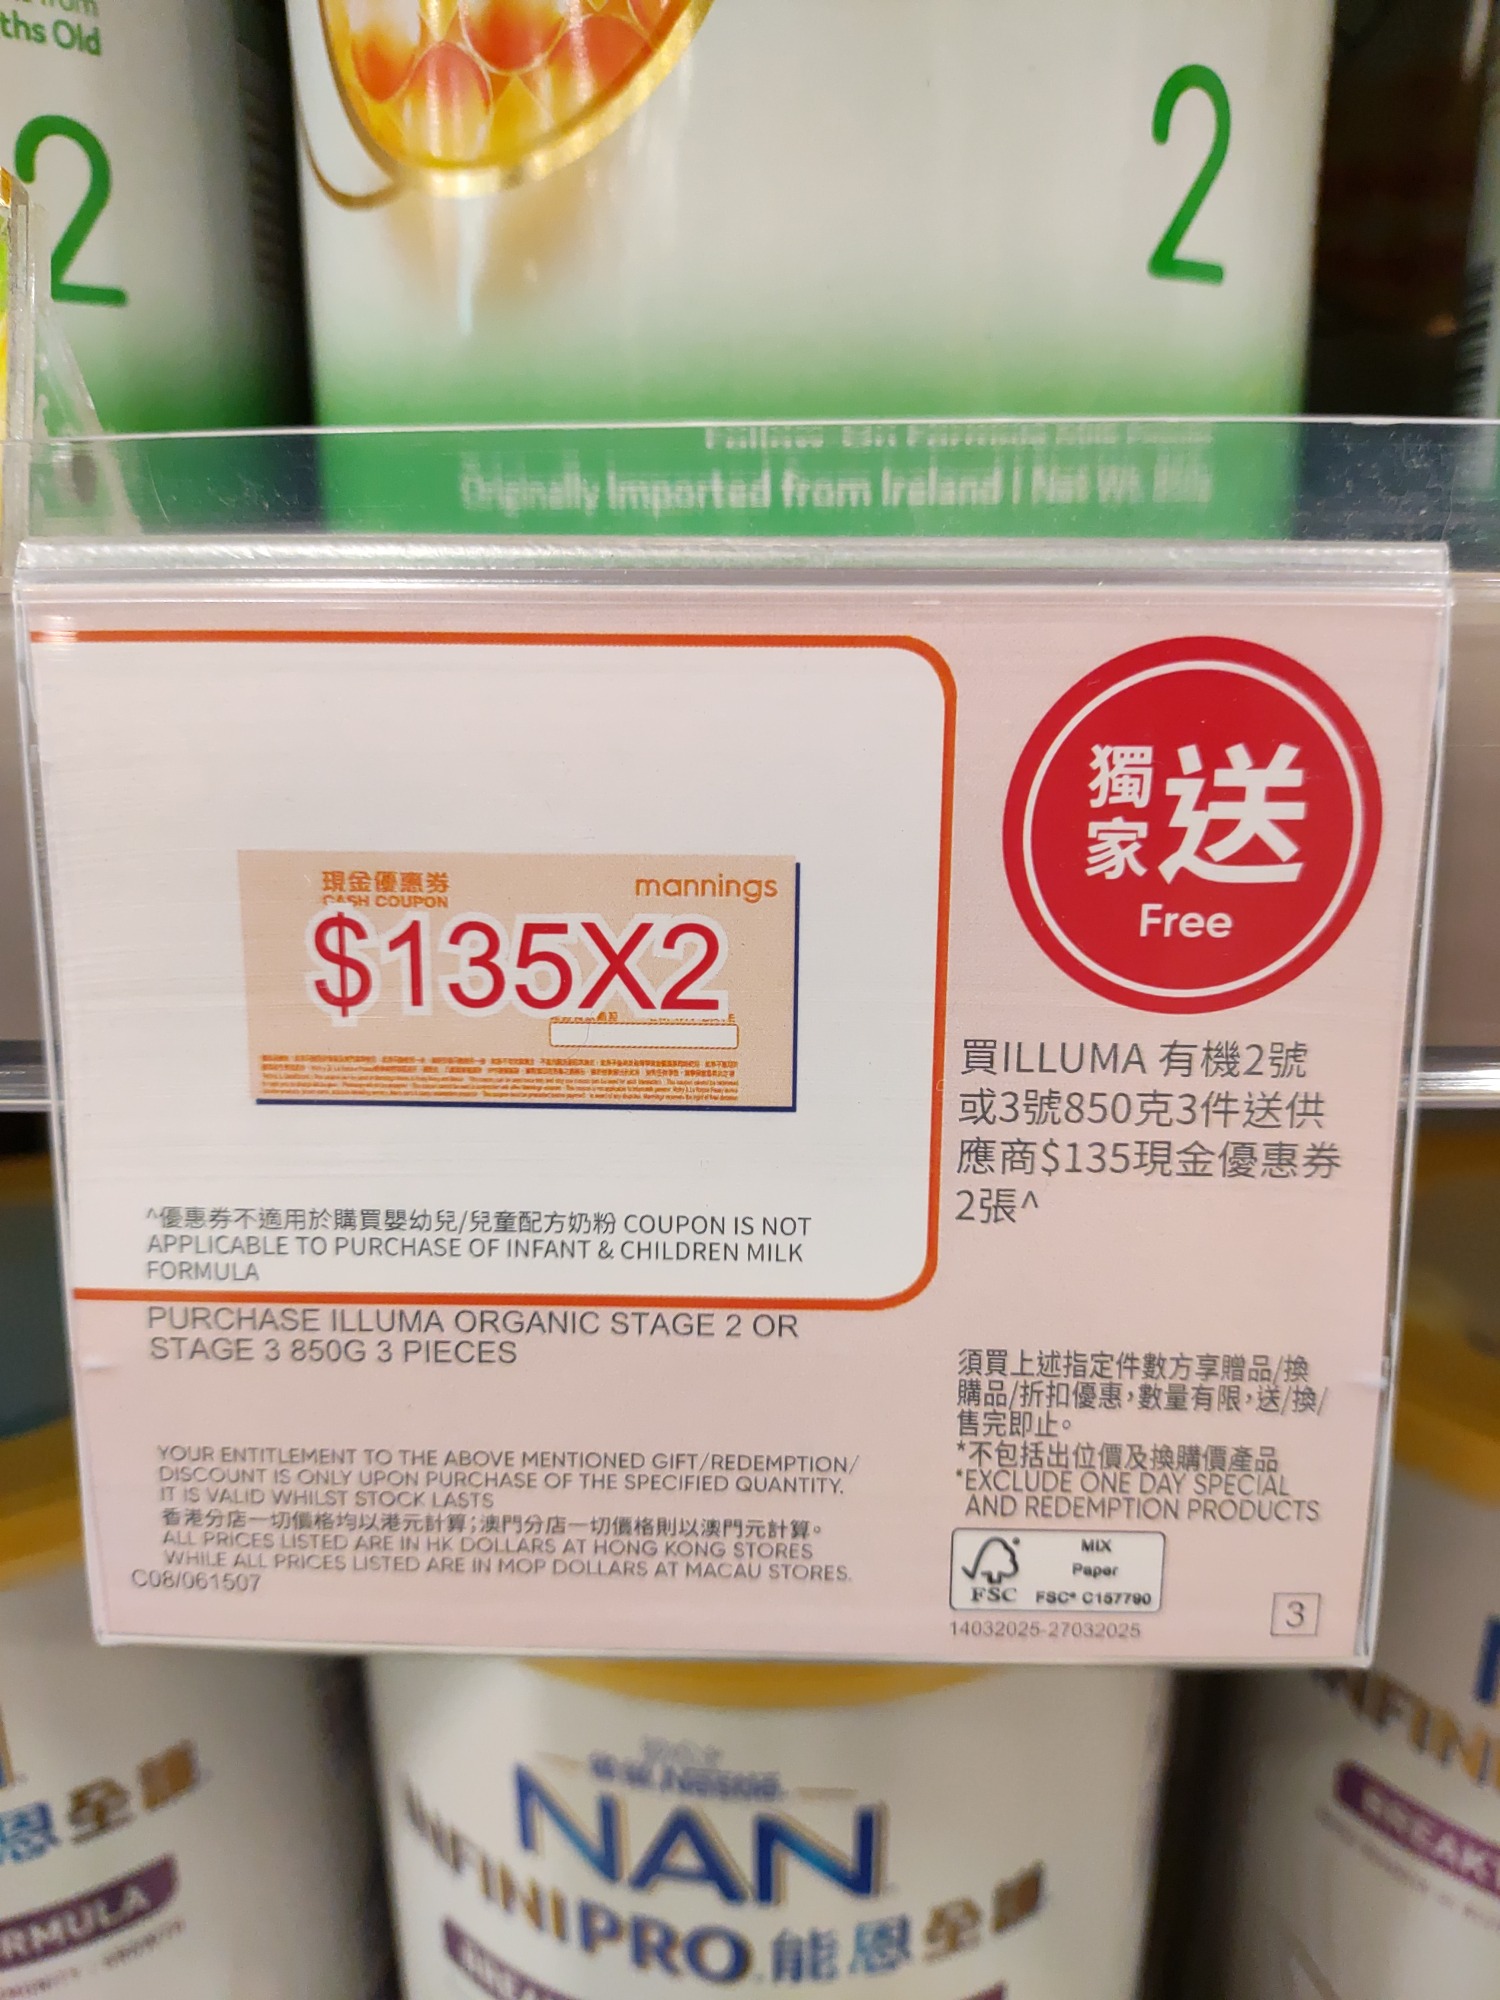 ths Old
2
2
Originally Imported from Ireland | Net Wt.
獨家送
Free
現金優惠券
CASH COUPON
mannings
$135X2
買ILLUMA 有機2號
或3號850克3件送供
應商$135現金優惠券
2張^
^優惠券不適用於購買嬰幼兒/兒童配方奶粉 COUPON IS NOT
APPLICABLE TO PURCHASE OF INFANT & CHILDREN MILK
FORMULA
PURCHASE ILLUMA ORGANIC STAGE 2 OR
STAGE 3 850G 3 PIECES
須買上述指定件數方享贈品/換
購品/折扣優惠,數量有限,送/換/
售完即止。
*不包括出位價及換購價產品
*EXCLUDE ONE DAY SPECIAL
AND REDEMPTION PRODUCTS
YOUR ENTITLEMENT TO THE ABOVE MENTIONED GIFT/REDEMPTION/
DISCOUNT IS ONLY UPON PURCHASE OF THE SPECIFIED QUANTITY.
IT IS VALID WHILST STOCK LASTS
香港分店一切價格均以港元計算;澳門分店一切價格則以澳門元計算。
ALL PRICES LISTED ARE IN HK DOLLARS AT HONG KONG STORES
WHILE ALL PRICES LISTED ARE IN MOP DOLLARS AT MACAU STORES.
C08/061507
MIX
Paper
FSC
FSC® C157790
14032025-27032025
3
NAN
INFINIPRO 能恩全護
恩全護
RMULA
NFINI
BREAK